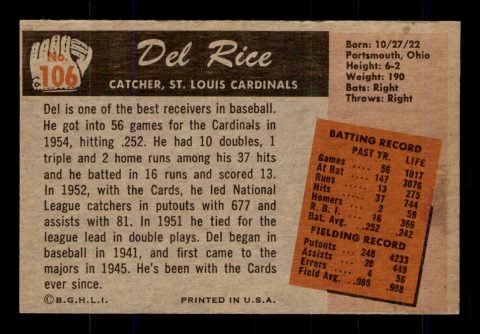 No.
106
Del Rice
CATCHER, ST. LOUIS CARDINALS
Born: 10/27/22
Portsmouth, Ohio
Height: 6-2
Weight: 190
Bats: Right
Throws: Right
Del is one of the best receivers in baseball.
He got into 56 games for the Cardinals in
1954, hitting .252. He had 10 doubles, 1
triple and 2 home runs among his 37 hits
and he batted in 16 runs and scored 13.
In 1952, with the Cards, he led National
League catchers in putouts with 677 and
assists with 81. In 1951 he tied for the
league lead in double plays. Del began in
baseball in 1941, and first came to the
majors in 1945. He's been with the Cards
ever since.
©B.G.H.L.I. PRINTED IN U.S.A.
BATTING RECORD
PAST YR. LIFE
Games 56 1017
At Bat 147 3076
Runs 13 275
Hits 37 744
Homers 2 59
R. B. I. 16 366
Bat. Avg. .252 .242
FIELDING RECORD
Putouts 248 4233
Assists 20 449
Errors 4 56
Field Avg. .985 .988